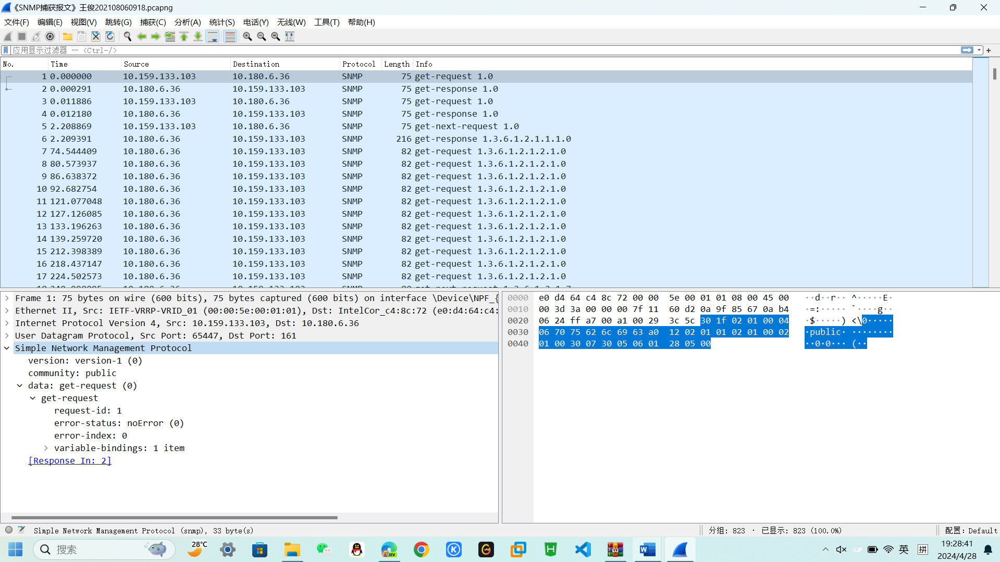 《SNMP捕获报文》王俊202108060918.pcapng
文件(F) 编辑(E) 视图(V) 跳转(G) 捕获(C) 分析(A) 统计(S) 电话(Y) 无线(W) 工具(T) 帮助(H)
应用显示过滤器 … <Ctrl-/>
No. Time Source Destination Protocol Length Info
1 0.000000 10.159.133.103 10.180.6.36 SNMP 75 get-request 1.0
2 0.000291 10.180.6.36 10.159.133.103 SNMP 75 get-response 1.0
3 0.011886 10.159.133.103 10.180.6.36 SNMP 75 get-request 1.0
4 0.012180 10.180.6.36 10.159.133.103 SNMP 75 get-response 1.0
5 2.208869 10.159.133.103 10.180.6.36 SNMP 75 get-next-request 1.0
6 2.209391 10.180.6.36 10.159.133.103 SNMP 216 get-response 1.3.6.1.2.1.1.1.0
7 74.544409 10.180.6.36 10.159.133.103 SNMP 82 get-request 1.3.6.1.2.1.2.1.0
8 80.573937 10.180.6.36 10.159.133.103 SNMP 82 get-request 1.3.6.1.2.1.2.1.0
9 86.638372 10.180.6.36 10.159.133.103 SNMP 82 get-request 1.3.6.1.2.1.2.1.0
10 92.682754 10.180.6.36 10.159.133.103 SNMP 82 get-request 1.3.6.1.2.1.2.1.0
11 121.077048 10.180.6.36 10.159.133.103 SNMP 82 get-request 1.3.6.1.2.1.2.1.0
12 127.126085 10.180.6.36 10.159.133.103 SNMP 82 get-request 1.3.6.1.2.1.2.1.0
13 133.196263 10.180.6.36 10.159.133.103 SNMP 82 get-request 1.3.6.1.2.1.2.1.0
14 139.259720 10.180.6.36 10.159.133.103 SNMP 82 get-request 1.3.6.1.2.1.2.1.0
15 212.398389 10.180.6.36 10.159.133.103 SNMP 82 get-request 1.3.6.1.2.1.2.1.0
16 218.437147 10.180.6.36 10.159.133.103 SNMP 82 get-request 1.3.6.1.2.1.2.1.0
17 224.502573 10.180.6.36 10.159.133.103 SNMP 82 get-request 1.3.6.1.2.1.2.1.0
Frame 1: 75 bytes on wire (600 bits), 75 bytes captured (600 bits) on interface \Device\NPF_{
Ethernet II, Src: IETF-VRRP-VRID_01 (00:00:5e:00:01:01), Dst: IntelCor_c4:8c:72 (e0:d4:64:c4:
Internet Protocol Version 4, Src: 10.159.133.103, Dst: 10.180.6.36
User Datagram Protocol, Src Port: 65447, Dst Port: 161
Simple Network Management Protocol
version: version-1 (0)
community: public
data: get-request (0)
get-request
request-id: 1
error-status: noError (0)
error-index: 0
variable-bindings: 1 item
[Response In: 2]
0000 e0 d4 64 c4 8c 72 00 00 5e 00 01 01 08 00 45 00 ··d··r·· ^·····E·
0010 00 3d 3a 00 00 00 7f 11 60 d2 0a 9f 85 67 0a b4 ·=:····· `····g··
0020 06 24 ff a7 00 a1 00 29 3c 5c 30 1f 02 01 00 04 ·$·····) <\0·····
0030 06 70 75 62 6c 69 63 a0 12 02 01 01 02 01 00 02 ·public· ········
0040 01 00 30 07 30 05 06 01 28 05 00 ··0·0··· (··
Simple Network Management Protocol (snmp), 33 byte(s)
分组: 823 · 已显示: 823 (100.0%)
配置: Default
搜索
28°C
DEV
英
拼
19:28:41
2024/4/28